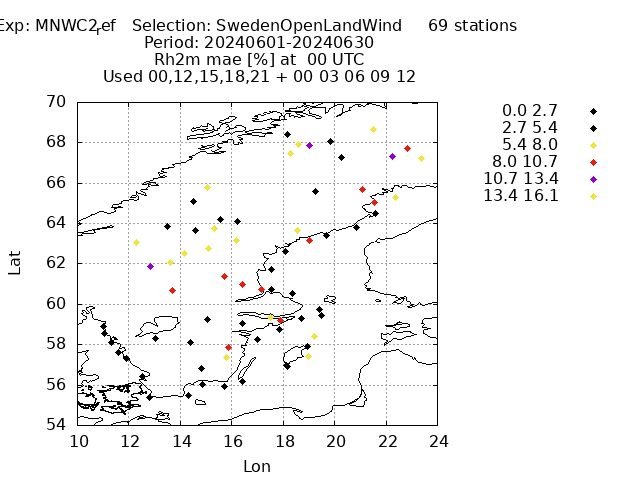 Exp: MNWC2ref Selection: SwedenOpenLandWind 69 stations
Period: 20240601-20240630
Rh2m mae [%] at 00 UTC
Used 00,12,15,18,21 + 00 03 06 09 12
70
68
66
64
62
60
58
56
54
10 12 14 16 18 20 22 24
Lat
Lon
0.0 2.7
2.7 5.4
5.4 8.0
8.0 10.7
10.7 13.4
13.4 16.1